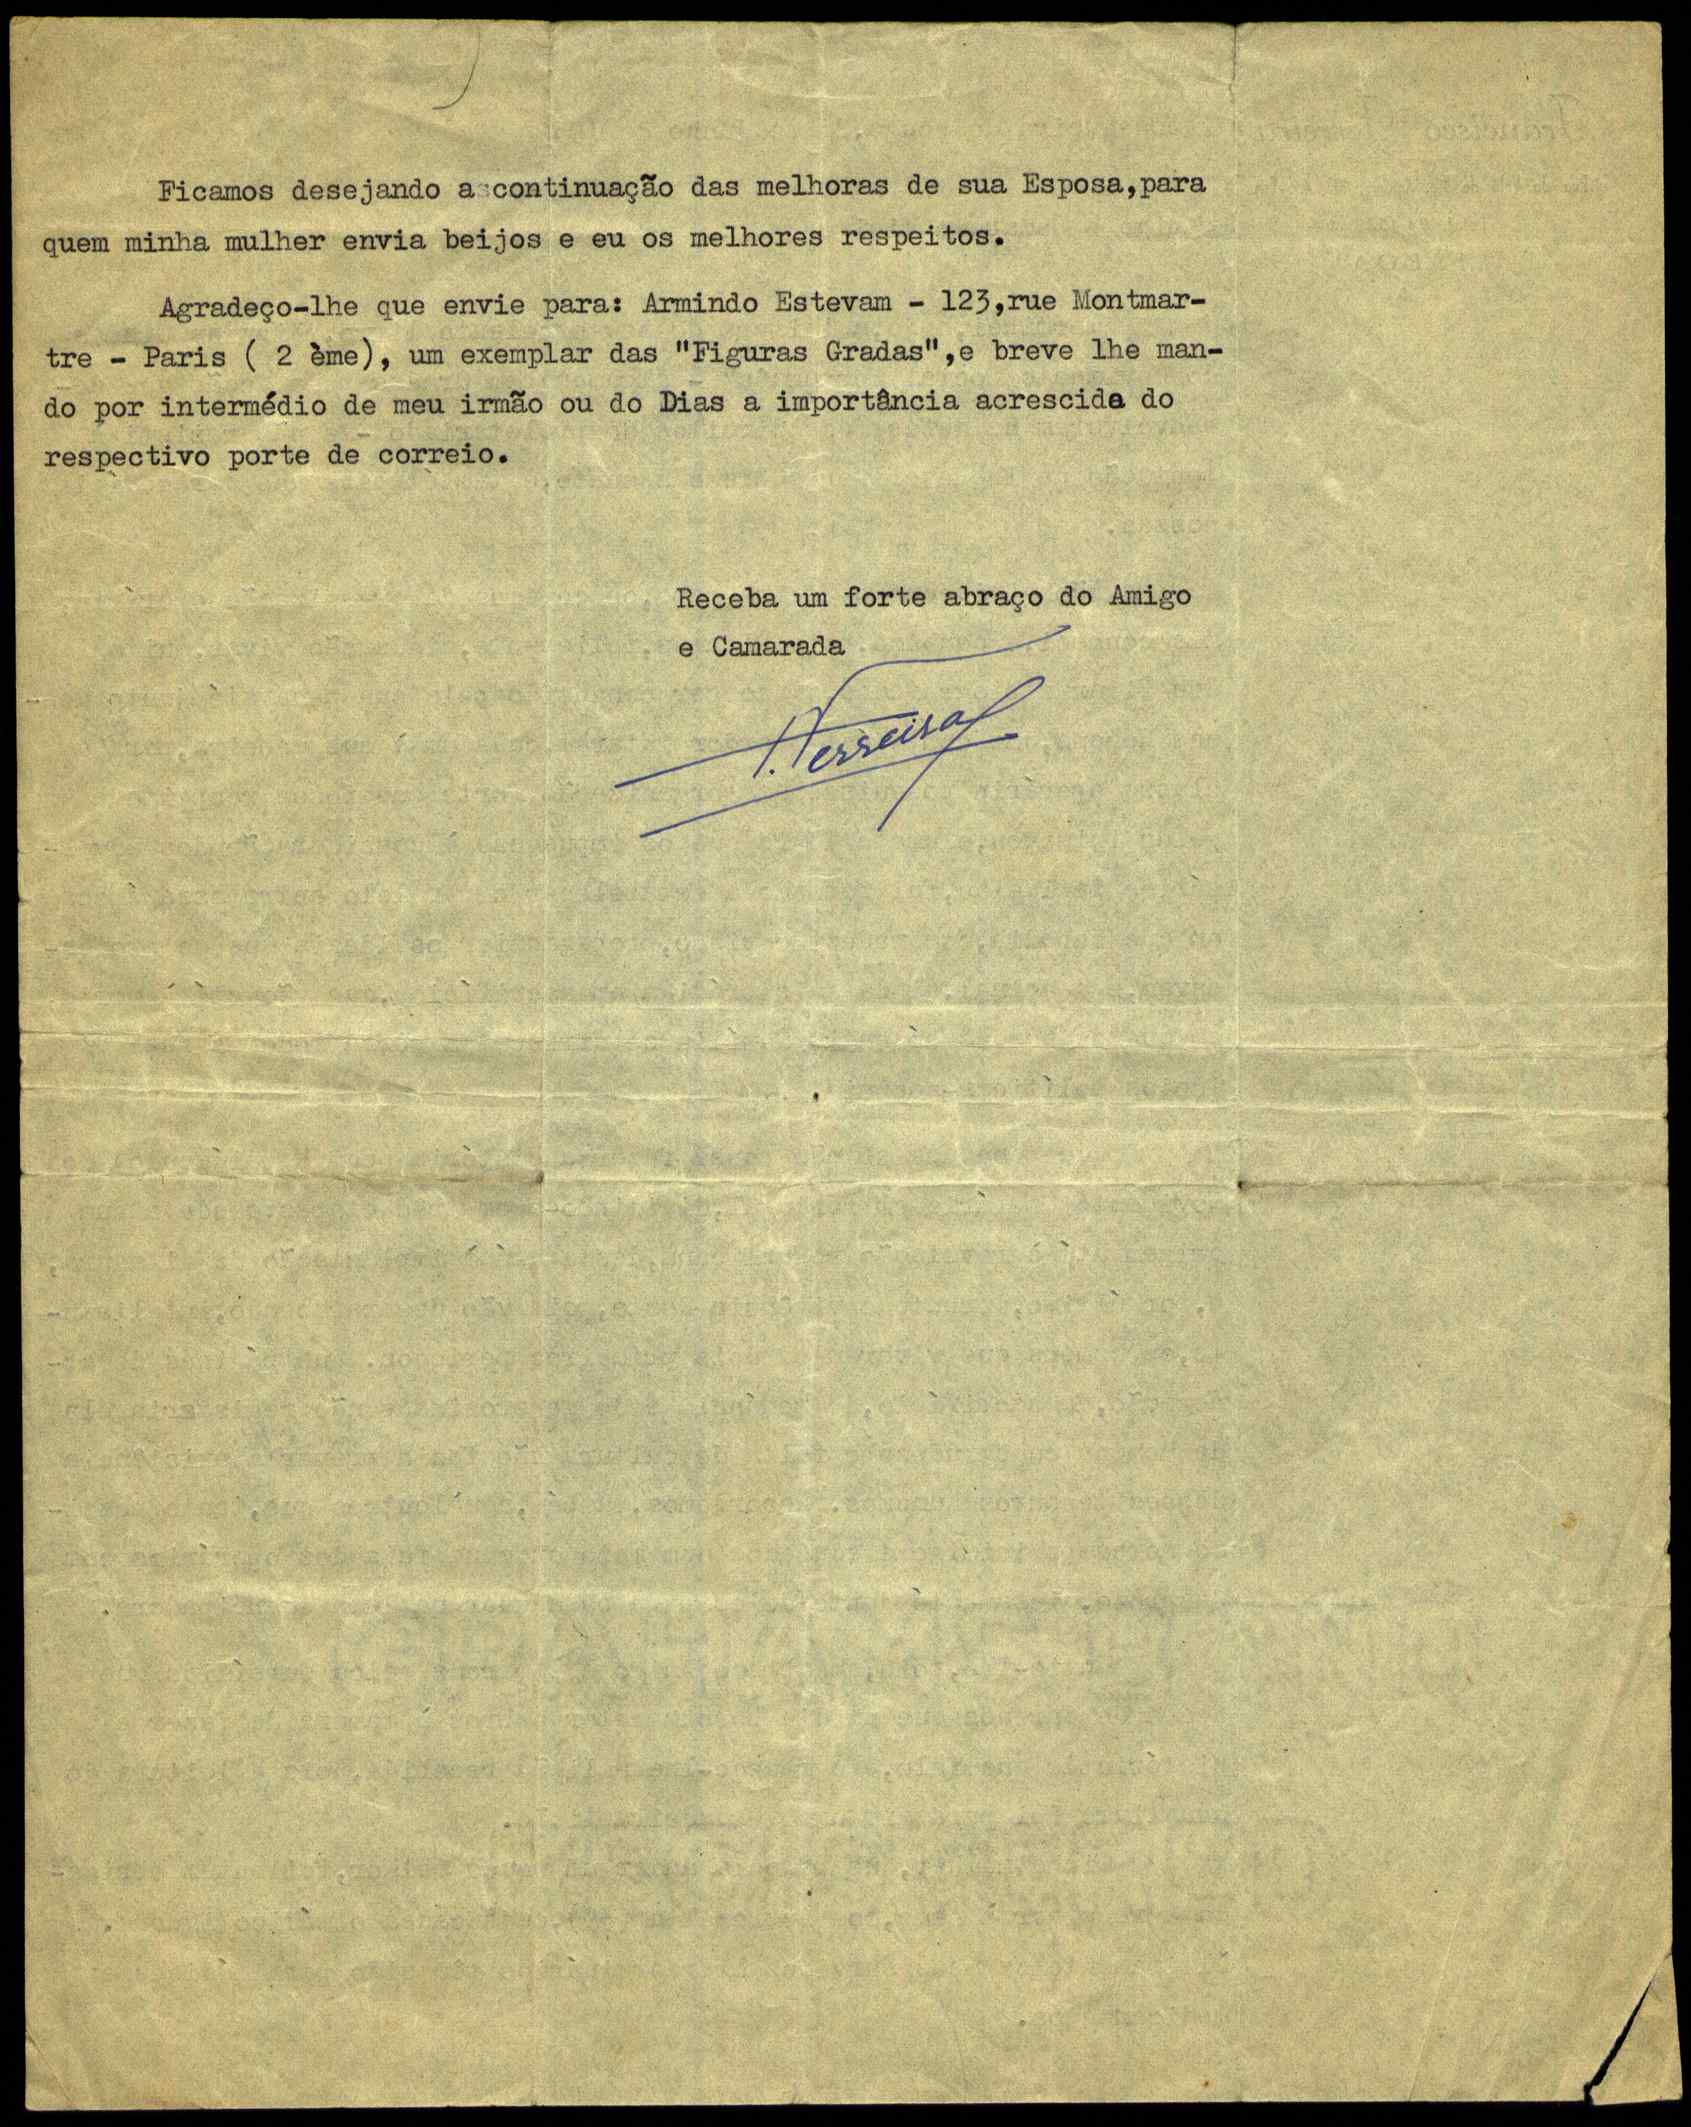 Ficamos desejando a continuação das melhoras de sua Esposa,para
quem minha mulher envia beijos e eu os melhores respeitos.
Agradeço-lhe que envie para: Armindo Estevam - 123,rue Montmar-
tre - Paris ( 2 ème), um exemplar das "Figuras Gradas",e breve lhe man-
do por intermédio de meu irmão ou do Dias a importância acrescida do
respectivo porte de correio.
Receba um forte abraço do Amigo
e Camarada
F. Ferreira